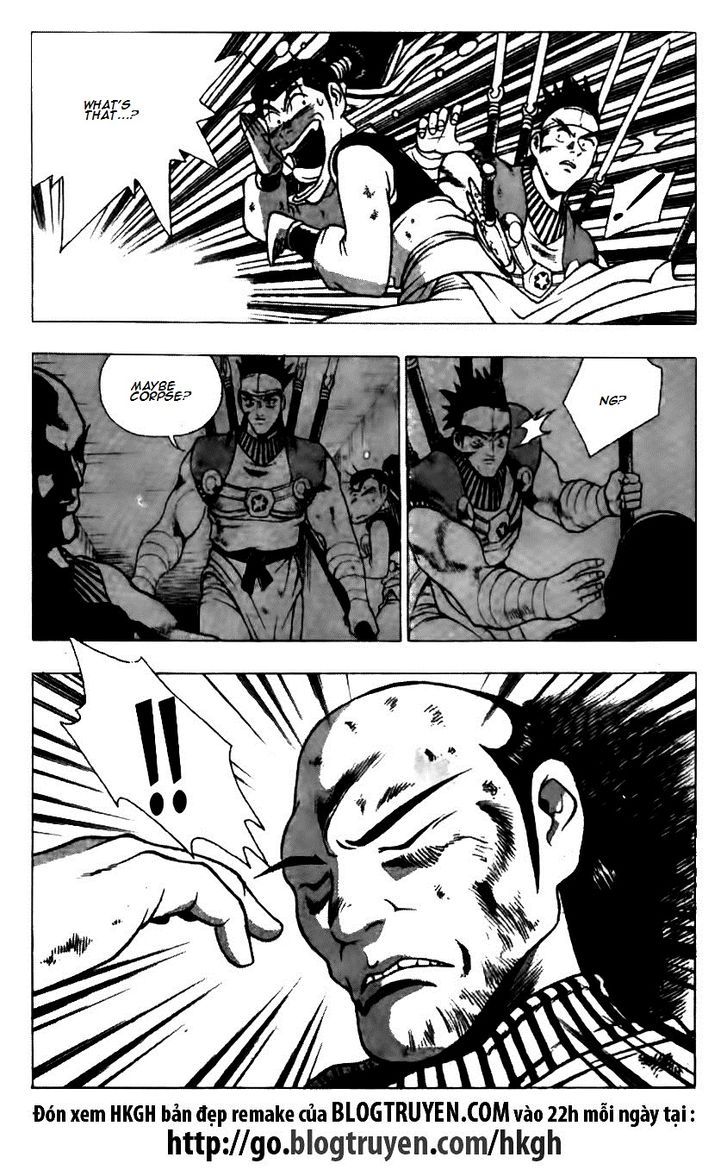 WHAT'S
THAT...?
!
MAYBE
CORPSE?
NG?
!!
Đón xem HKGH bản đẹp remake của BLOGTRUYEN.COM vào 22h mỗi ngày tại :
http://go.blogtruyen.com/hkgh